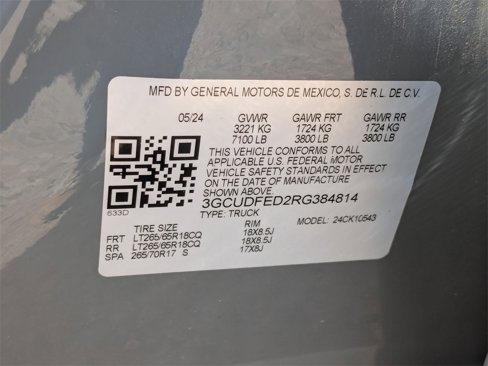 MFD BY GENERAL MOTORS DE MEXICO, S. DE R.L. DE C.V.
05/24 GVWR GAWR FRT GAWR RR
3221 KG 1724 KG 1724 KG
7100 LB 3800 LB 3800 LB
THIS VEHICLE CONFORMS TO ALL
APPLICABLE U.S. FEDERAL MOTOR
VEHICLE SAFETY STANDARDS IN EFFECT
ON THE DATE OF MANUFACTURE
SHOWN ABOVE.
633D
3GCUDFED2RG384814
TYPE: TRUCK MODEL: 24CK10543
TIRE SIZE RIM
FRT LT265/65R18CQ 18X8.5J
RR LT265/65R18CQ 18X8.5J
SPA 265/70R17 S 17X8J